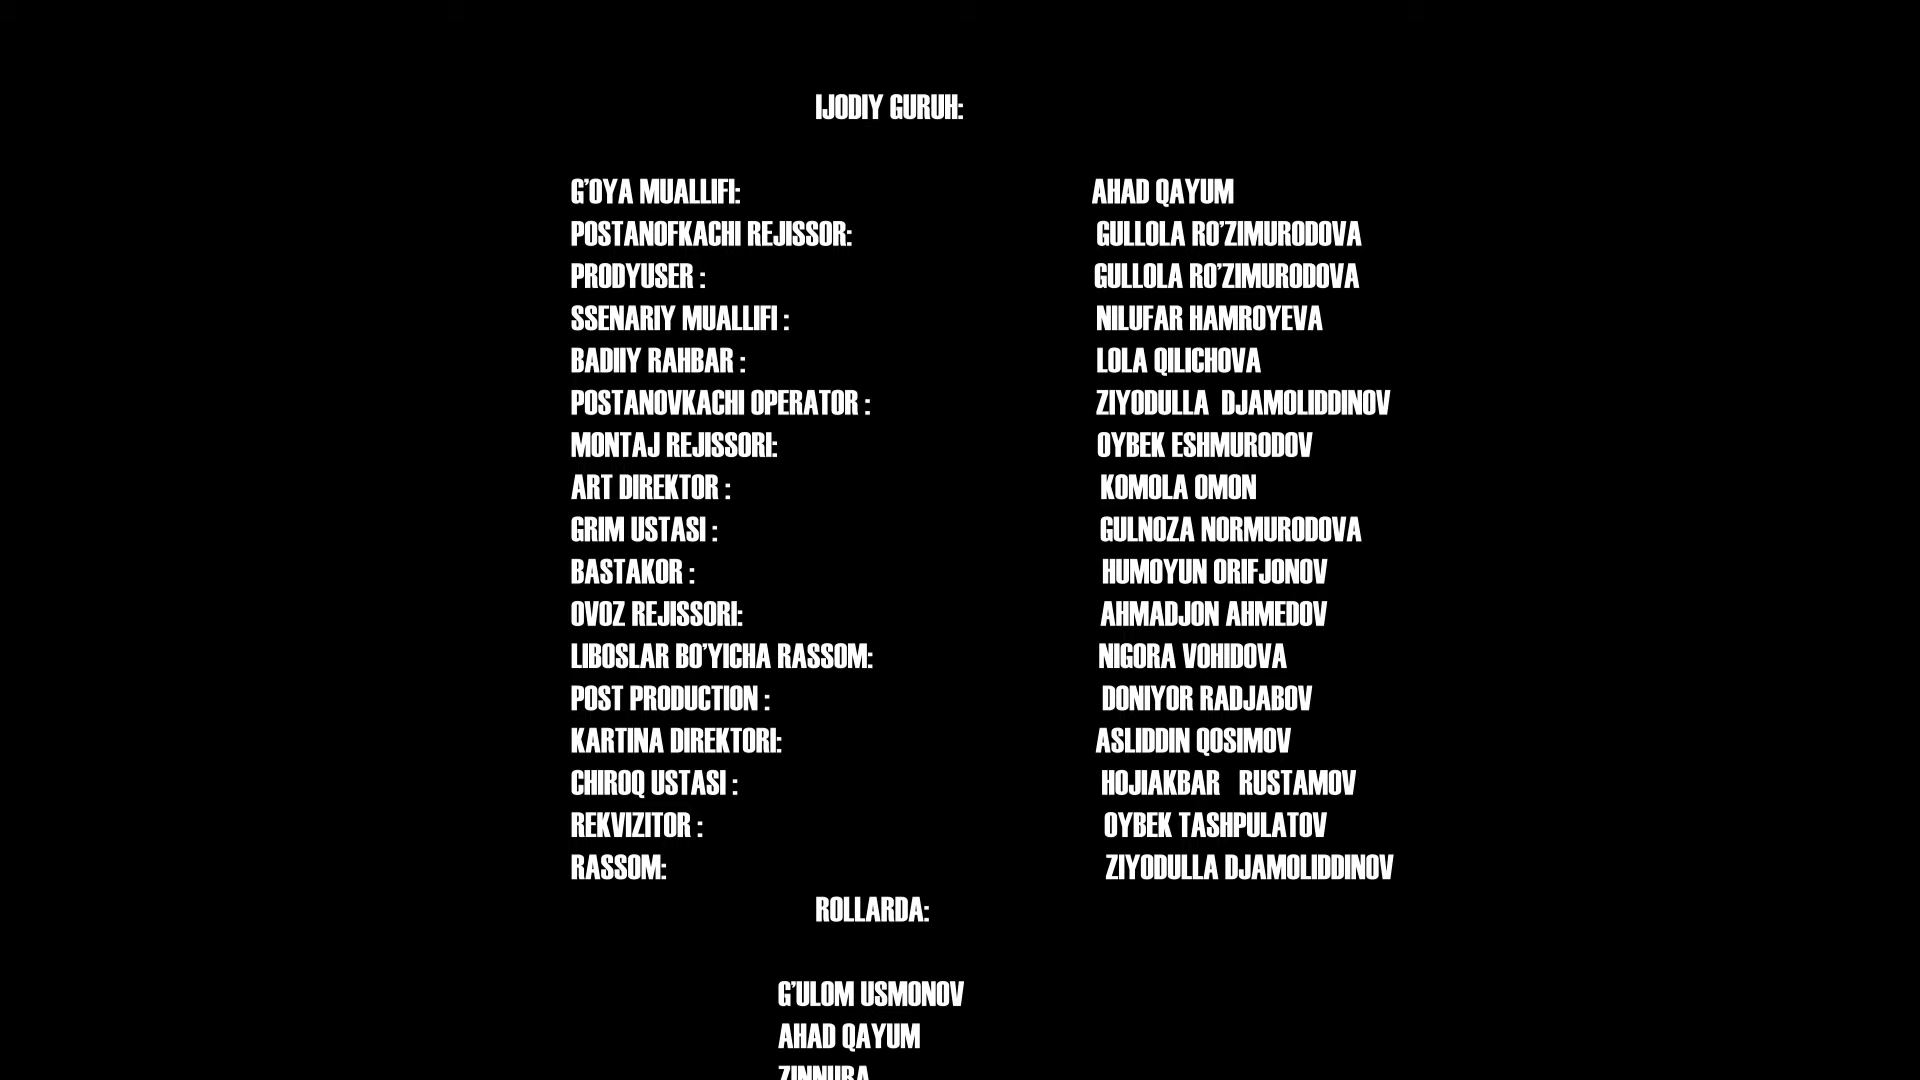 IJODIY GURUH:
G'OYA MUALLIFI: AHAD QAYUM
POSTANOFKACHI REJISSOR: GULLOLA RO'ZIMURODOVA
PRODYUSER : GULLOLA RO'ZIMURODOVA
SSENARIY MUALLIFI : NILUFAR HAMROYEVA
BADIIY RAHBAR : LOLA QILICHOVA
POSTANOVKACHI OPERATOR : ZIYODULLA DJAMOLIDDINOV
MONTAJ REJISSORI: OYBEK ESHMURODOV
ART DIREKTOR : KOMOLA OMON
GRIM USTASI : GULNOZA NORMURODOVA
BASTAKOR : HUMOYUN ORIFJONOV
OVOZ REJISSORI: AHMADJON AHMEDOV
LIBOSLAR BO'YICHA RASSOM: NIGORA VOHIDOVA
POST PRODUCTION : DONIYOR RADJABOV
KARTINA DIREKTORI: ASLIDDIN QOSIMOV
CHIROQ USTASI : HOJIAKBAR RUSTAMOV
REKVIZITOR : OYBEK TASHPULATOV
RASSOM: ZIYODULLA DJAMOLIDDINOV
ROLLARDA:
G'ULOM USMONOV
AHAD QAYUM